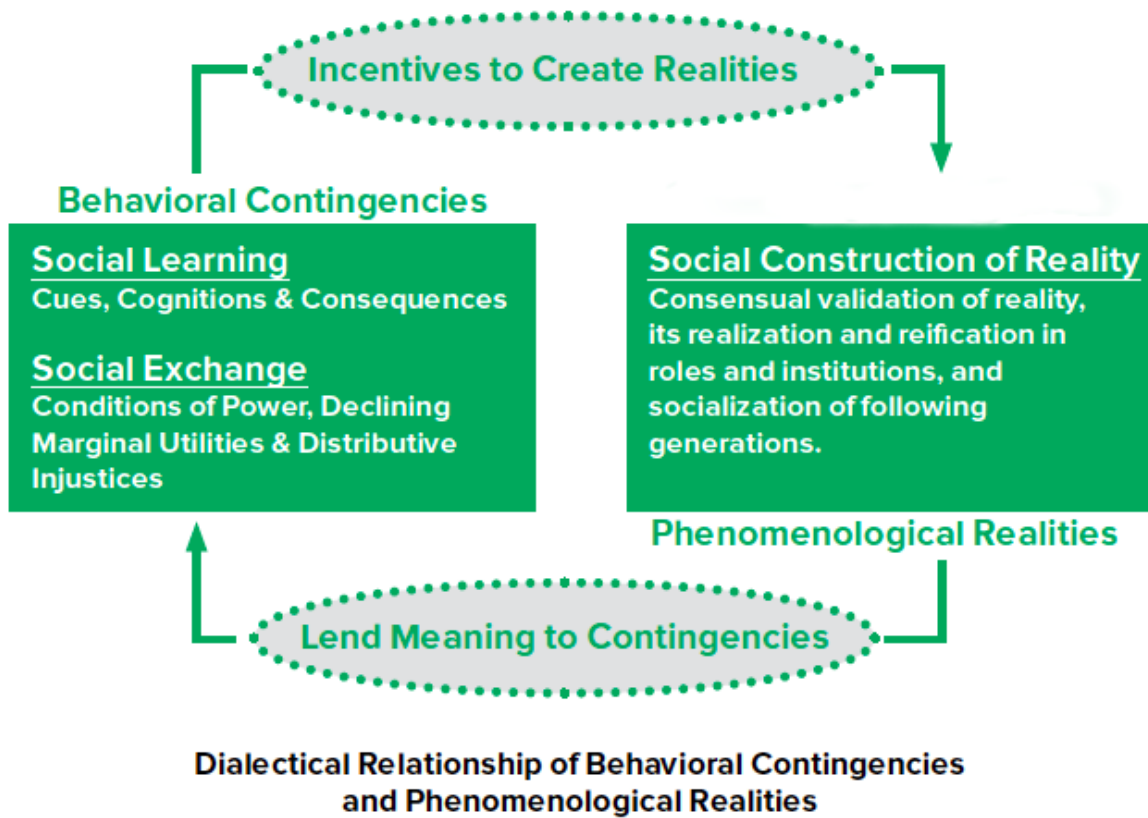 Incentives to Create Realities
Behavioral Contingencies
Social Learning
Cues, Cognitions & Consequences
Social Exchange
Conditions of Power, Declining
Marginal Utilities & Distributive
Injustices
Social Construction of Reality
Consensual validation of reality,
its realization and reification in
roles and institutions, and
socialization of following
generations.
Phenomenological Realities
Lend Meaning to Contingencies
Dialectical Relationship of Behavioral Contingencies
and Phenomenological Realities